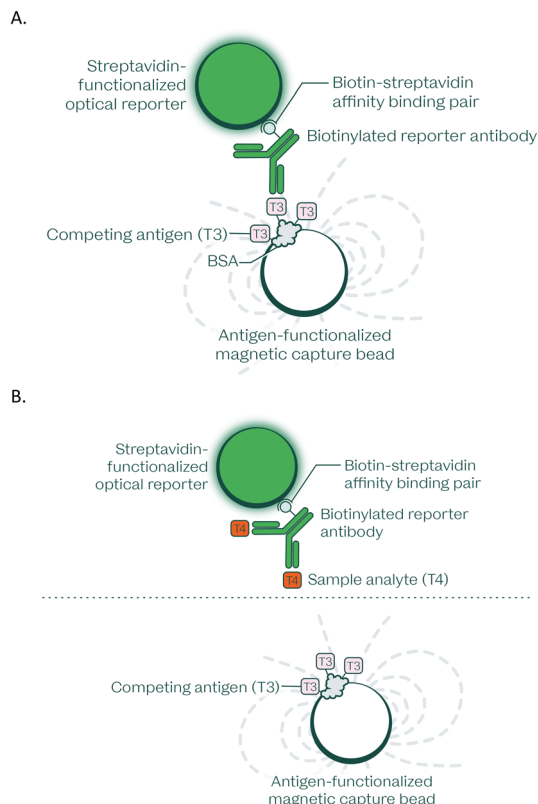 A.
Streptavidin-
functionalized
optical reporter
Biotin-streptavidin
affinity binding pair
Biotinylated reporter antibody
T3
T3
Competing antigen (T3)
T3
BSA
Antigen-functionalized
magnetic capture bead
B.
Streptavidin-
functionalized
optical reporter
Biotin-streptavidin
affinity binding pair
Biotinylated reporter
antibody
T4
T4
Sample analyte (T4)
T3
T3
Competing antigen (T3)
T3
Antigen-functionalized
magnetic capture bead